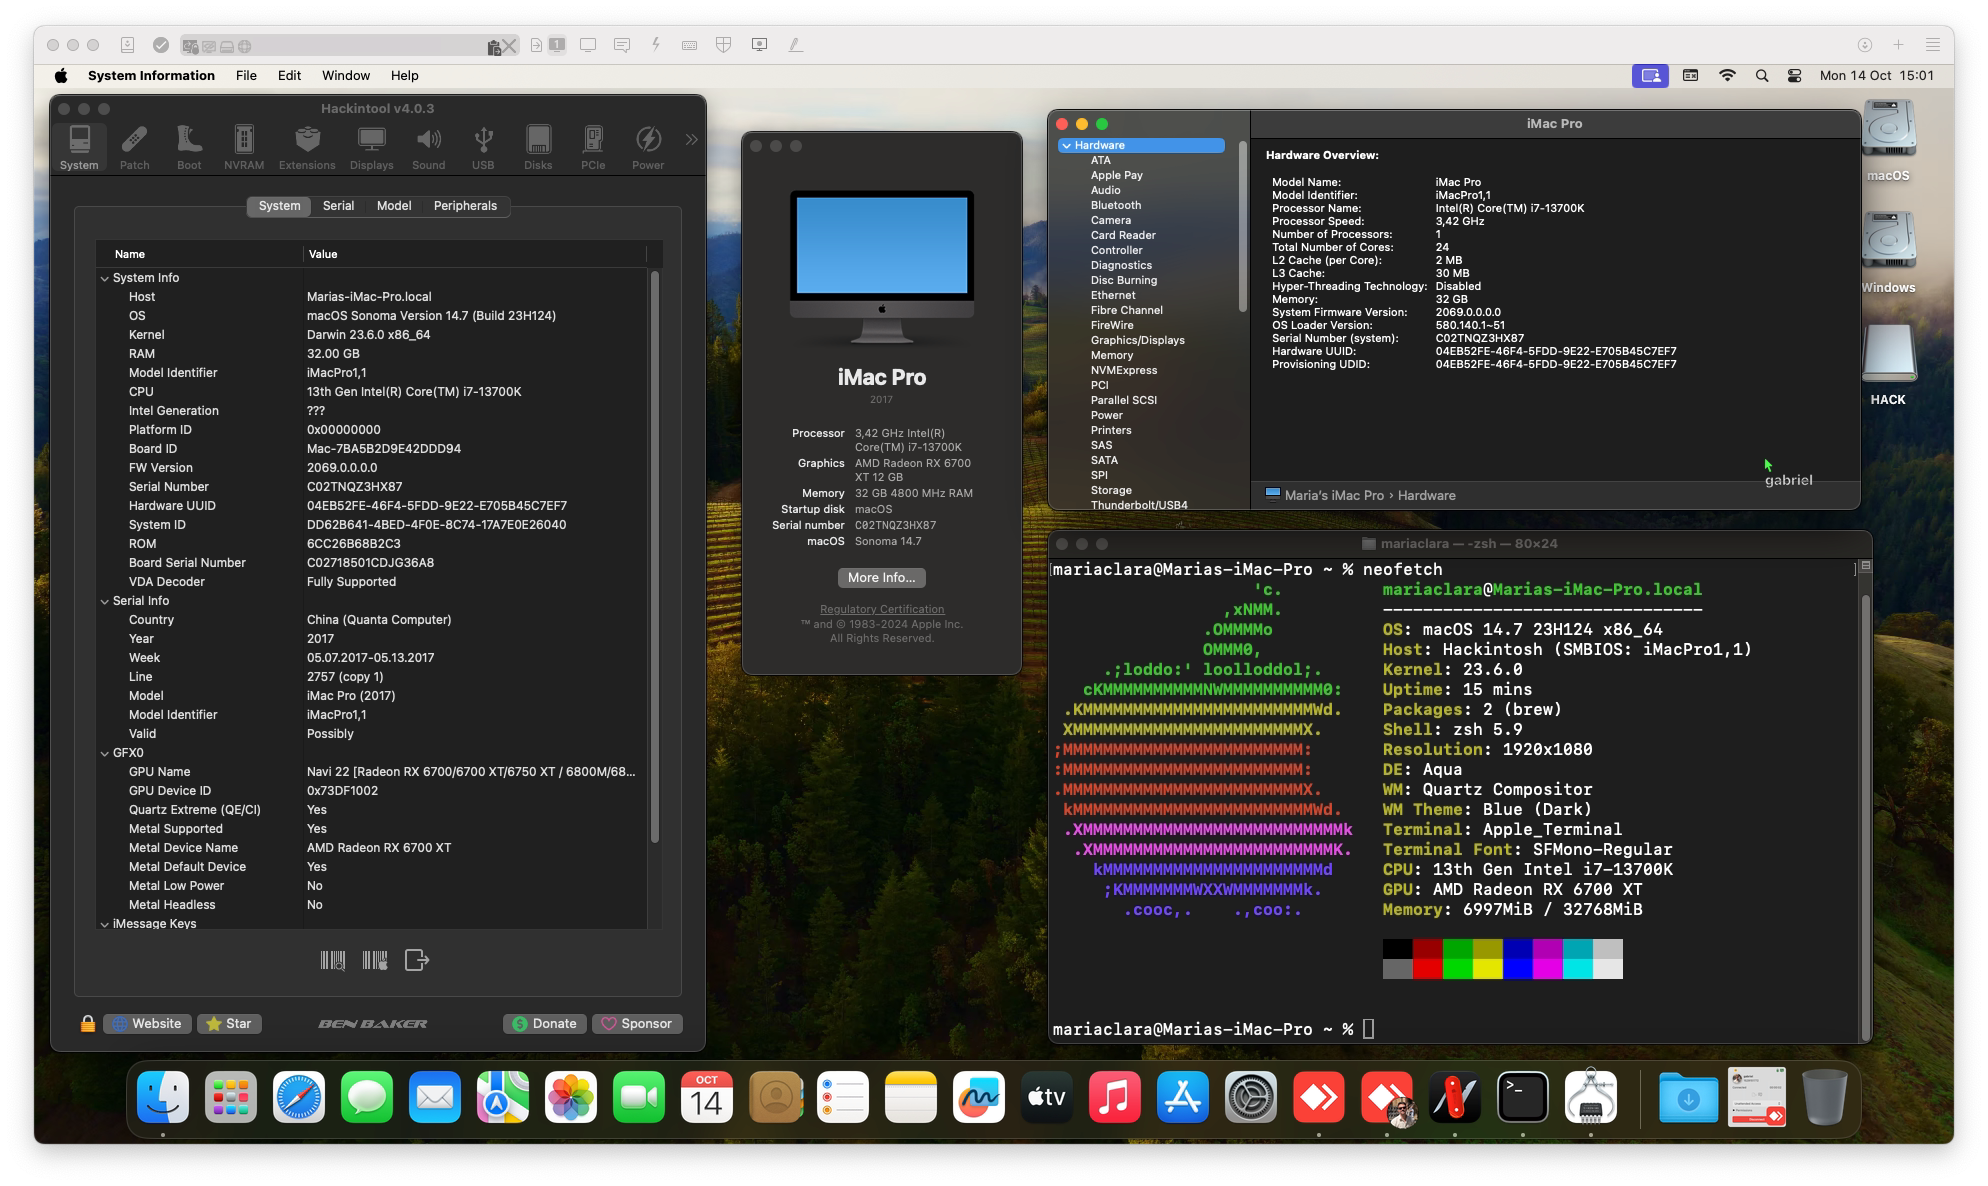 1
System Information File Edit Window Help
Mon 14 Oct 15:01
Hackintool v4.0.3
System Patch Boot NVRAM Extensions Displays Sound USB Disks PCIe Power
System Serial Model Peripherals
Name Value
System Info
Host Marias-iMac-Pro.local
OS macOS Sonoma Version 14.7 (Build 23H124)
Kernel Darwin 23.6.0 x86_64
RAM 32.00 GB
Model Identifier iMacPro1,1
CPU 13th Gen Intel(R) Core(TM) i7-13700K
Intel Generation ???
Platform ID 0x00000000
Board ID Mac-7BA5B2D9E42DDD94
FW Version 2069.0.0.0.0
Serial Number C02TNQZ3HX87
Hardware UUID 04EB52FE-46F4-5FDD-9E22-E705B45C7EF7
System ID DD62B641-4BED-4F0E-8C74-17A7E0E26040
ROM 6CC26B68B2C3
Board Serial Number C02718501CDJG36A8
VDA Decoder Fully Supported
Serial Info
Country China (Quanta Computer)
Year 2017
Week 05.07.2017-05.13.2017
Line 2757 (copy 1)
Model iMac Pro (2017)
Model Identifier iMacPro1,1
Valid Possibly
GFX0
GPU Name Navi 22 [Radeon RX 6700/6700 XT/6750 XT / 6800M/68...
GPU Device ID 0x73DF1002
Quartz Extreme (QE/CI) Yes
Metal Supported Yes
Metal Device Name AMD Radeon RX 6700 XT
Metal Default Device Yes
Metal Low Power No
Metal Headless No
iMessage Keys
Website Star BEN BAKER Donate Sponsor
iMac Pro
2017
Processor 3,42 GHz Intel(R)
Core(TM) i7-13700K
Graphics AMD Radeon RX 6700
XT 12 GB
Memory 32 GB 4800 MHz RAM
Startup disk macOS
Serial number C02TNQZ3HX87
macOS Sonoma 14.7
More Info...
Regulatory Certification
™ and © 1983-2024 Apple Inc.
All Rights Reserved.
iMac Pro
Hardware
ATA
Apple Pay
Audio
Bluetooth
Camera
Card Reader
Controller
Diagnostics
Disc Burning
Ethernet
Fibre Channel
FireWire
Graphics/Displays
Memory
NVMExpress
PCI
Parallel SCSI
Power
Printers
SAS
SATA
SPI
Storage
Thunderbolt/USB4
Hardware Overview:
Model Name: iMac Pro
Model Identifier: iMacPro1,1
Processor Name: Intel(R) Core(TM) i7-13700K
Processor Speed: 3,42 GHz
Number of Processors: 1
Total Number of Cores: 24
L2 Cache (per Core): 2 MB
L3 Cache: 30 MB
Hyper-Threading Technology: Disabled
Memory: 32 GB
System Firmware Version: 2069.0.0.0.0
OS Loader Version: 580.140.1~51
Serial Number (system): C02TNQZ3HX87
Hardware UUID: 04EB52FE-46F4-5FDD-9E22-E705B45C7EF7
Provisioning UDID: 04EB52FE-46F4-5FDD-9E22-E705B45C7EF7
gabriel
Maria's iMac Pro › Hardware
macOS
Windows
HACK
mariaclara — -zsh — 80×24
[mariaclara@Marias-iMac-Pro ~ % neofetch ]
'c. mariaclara@Marias-iMac-Pro.local
,xNMM. --------------------------------
.OMMMMo OS: macOS 14.7 23H124 x86_64
OMMM0, Host: Hackintosh (SMBIOS: iMacPro1,1)
.;loddo:' loolloddol;. Kernel: 23.6.0
cKMMMMMMMMMMNWMMMMMMMMMM0: Uptime: 15 mins
.KMMMMMMMMMMMMMMMMMMMMMMMWd. Packages: 2 (brew)
XMMMMMMMMMMMMMMMMMMMMMMMX. Shell: zsh 5.9
;MMMMMMMMMMMMMMMMMMMMMMMM: Resolution: 1920x1080
:MMMMMMMMMMMMMMMMMMMMMMMM: DE: Aqua
.MMMMMMMMMMMMMMMMMMMMMMMMX. WM: Quartz Compositor
kMMMMMMMMMMMMMMMMMMMMMMMMWd. WM Theme: Blue (Dark)
.XMMMMMMMMMMMMMMMMMMMMMMMMMMk Terminal: Apple_Terminal
.XMMMMMMMMMMMMMMMMMMMMMMMMK. Terminal Font: SFMono-Regular
kMMMMMMMMMMMMMMMMMMMMMMd CPU: 13th Gen Intel i7-13700K
;KMMMMMMMWXXWMMMMMMMk. GPU: AMD Radeon RX 6700 XT
.cooc,. .,coo:. Memory: 6997MiB / 32768MiB
mariaclara@Marias-iMac-Pro ~ %
OCT
14
tv
>_